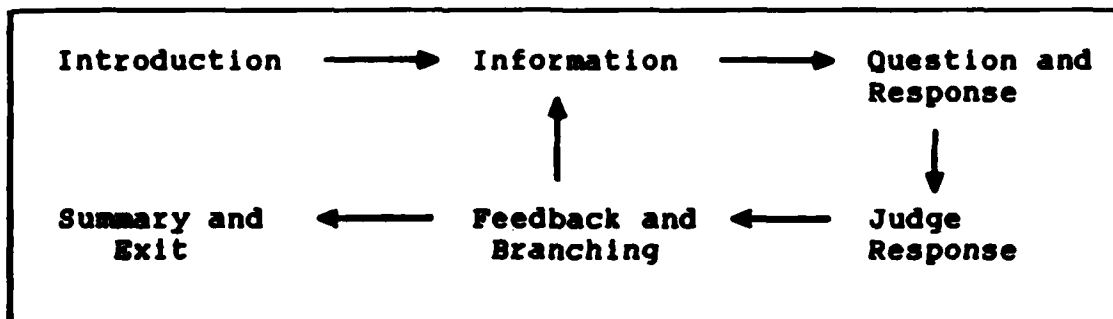 Introduction
Information
Question and
Response
Summary and
Exit
Feedback and
Branching
Judge
Response